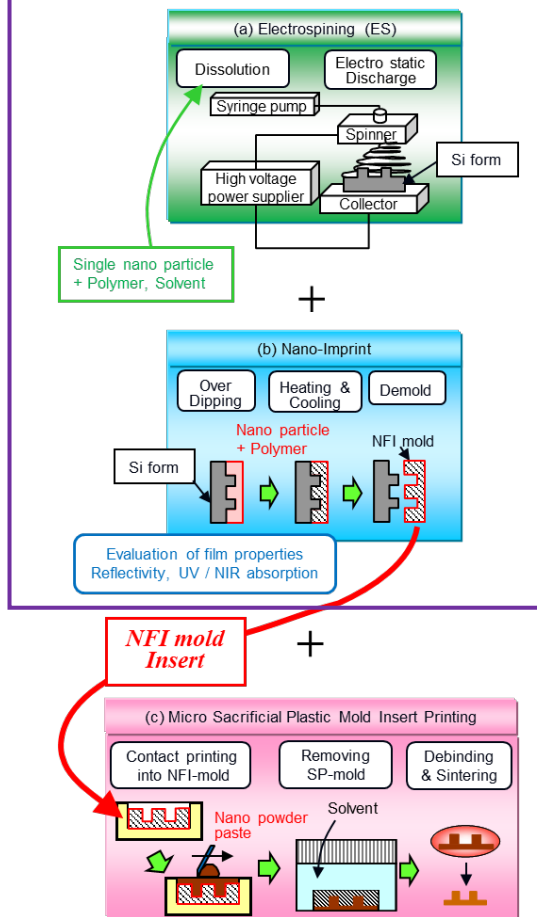 (a) Electrospining (ES)
Dissolution
Electro static
Discharge
Syringe pump
Spinner
Si form
High voltage
power supplier
Collector
Single nano particle
+ Polymer, Solvent
+
(b) Nano-Imprint
Over
Dipping
Heating &
Cooling
Demold
Nano particle
+ Polymer
NFI mold
Si form
Evaluation of film properties
Reflectivity, UV / NIR absorption
NFI mold
Insert
+
(c) Micro Sacrificial Plastic Mold Insert Printing
Contact printing
into NFI-mold
Removing
SP-mold
Debinding
& Sintering
Nano powder
paste
Solvent